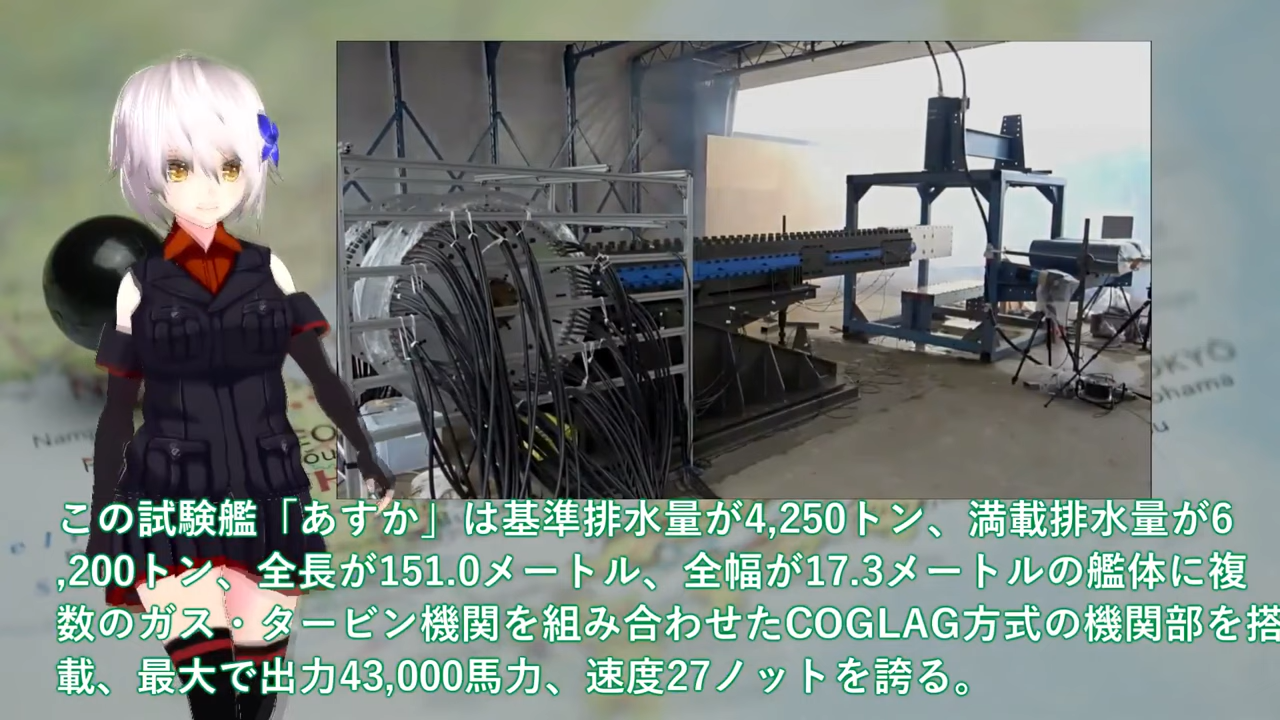 この試験艦「あすか」は基準排水量が4,250トン、満載排水量が6
,200トン、全長が151.0メートル、全幅が17.3メートルの艦体に複
数のガス・タービン機関を組み合わせたCOGLAG方式の機関部を搭
載、最大で出力43,000馬力、速度27ノットを誇る。